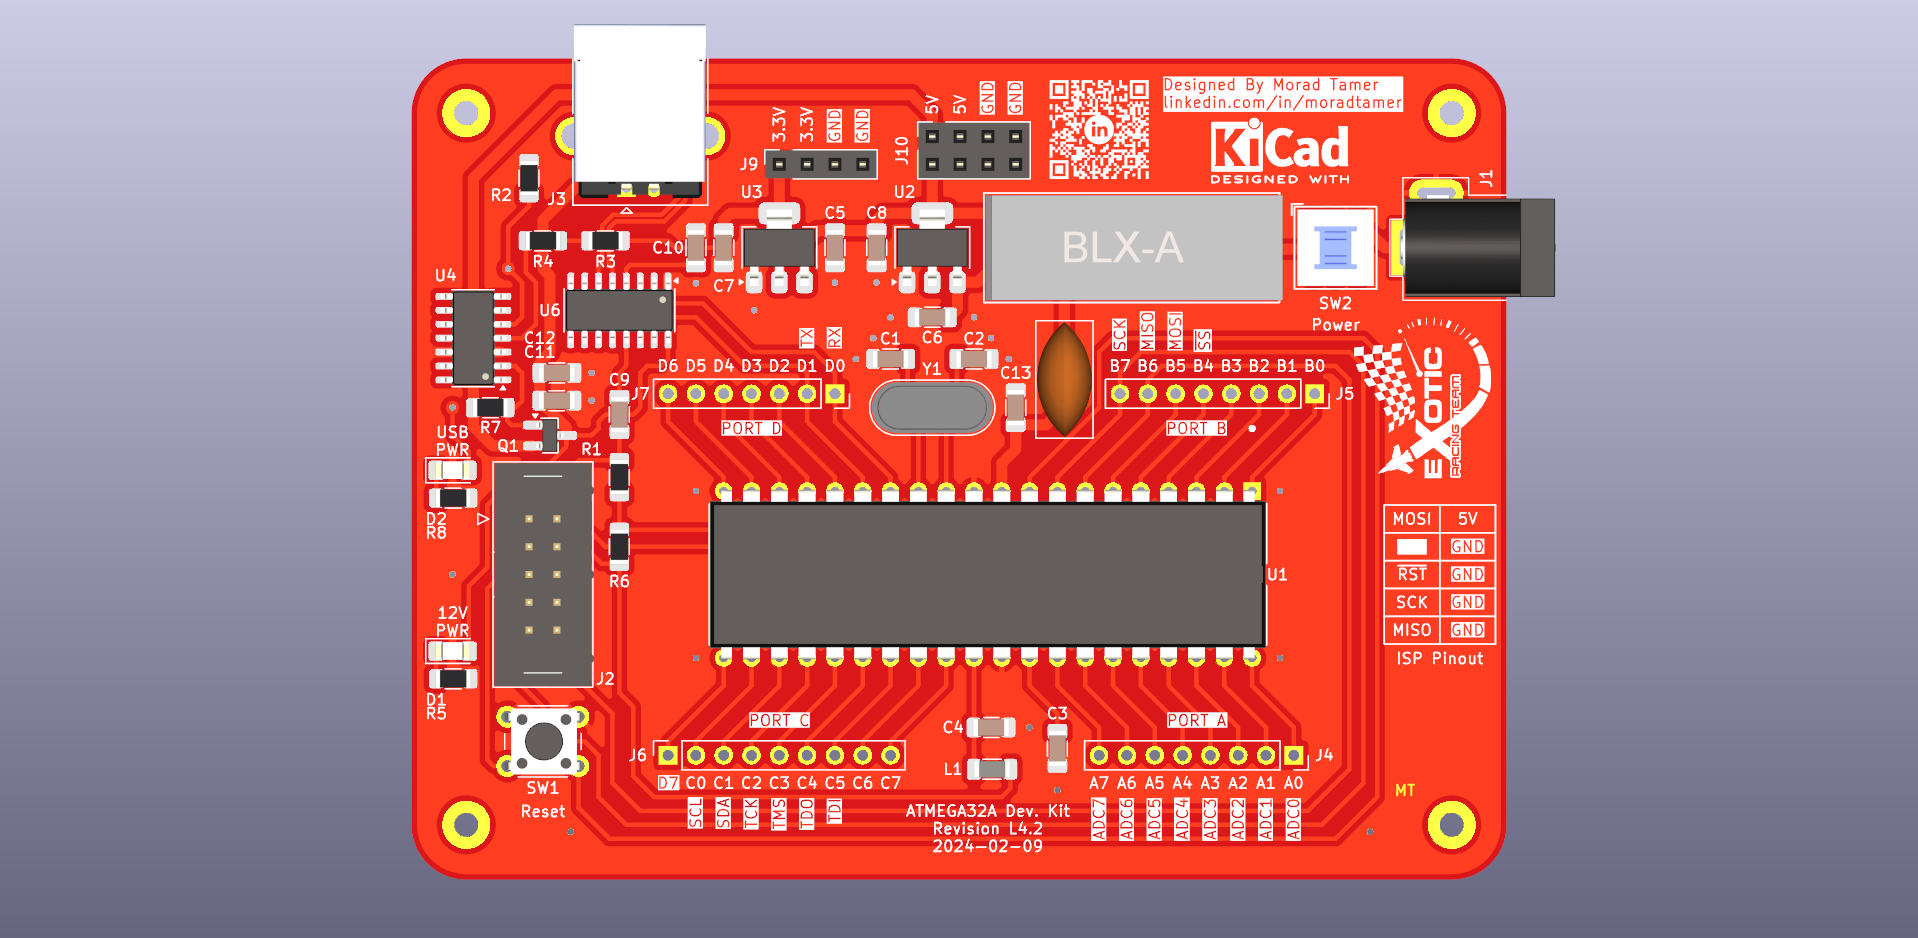 Designed By Morad Tamer
linkedin.com/in/moradtamer
in
KiCad
DESIGNED WITH
3.3V
3.3V
GND
GND
5V
5V
GND
GND
J9
J10
J1
R2
J3
U3
U2
C10
C5
C8
BLX-A
R4
R3
C7
SW2
Power
U4
U6
C6
C12
C11
TX
RX
C1
C2
SCK
MISO
MOSI
SS
D6
D5
D4
D3
D2
D1
D0
Y1
C13
B7
B6
B5
B4
B3
B2
B1
B0
C9
J7
J5
PORT D
PORT B
EXOTIC
RACING TEAM
R7
Q1
R1
USB
PWR
D2
R8
R6
U1
MOSI
5V
GND
RST
GND
SCK
GND
MISO
GND
ISP Pinout
12V
PWR
D1
R5
J2
PORT C
PORT A
C4
C3
J6
L1
J4
D7
C0
C1
C2
C3
C4
C5
C6
C7
A7
A6
A5
A4
A3
A2
A1
A0
SCL
SDA
TCK
TMS
TDO
TDI
ADC7
ADC6
ADC5
ADC4
ADC3
ADC2
ADC1
ADC0
SW1
Reset
ATMEGA32A Dev. Kit
Revision L4.2
2024-02-09
MT